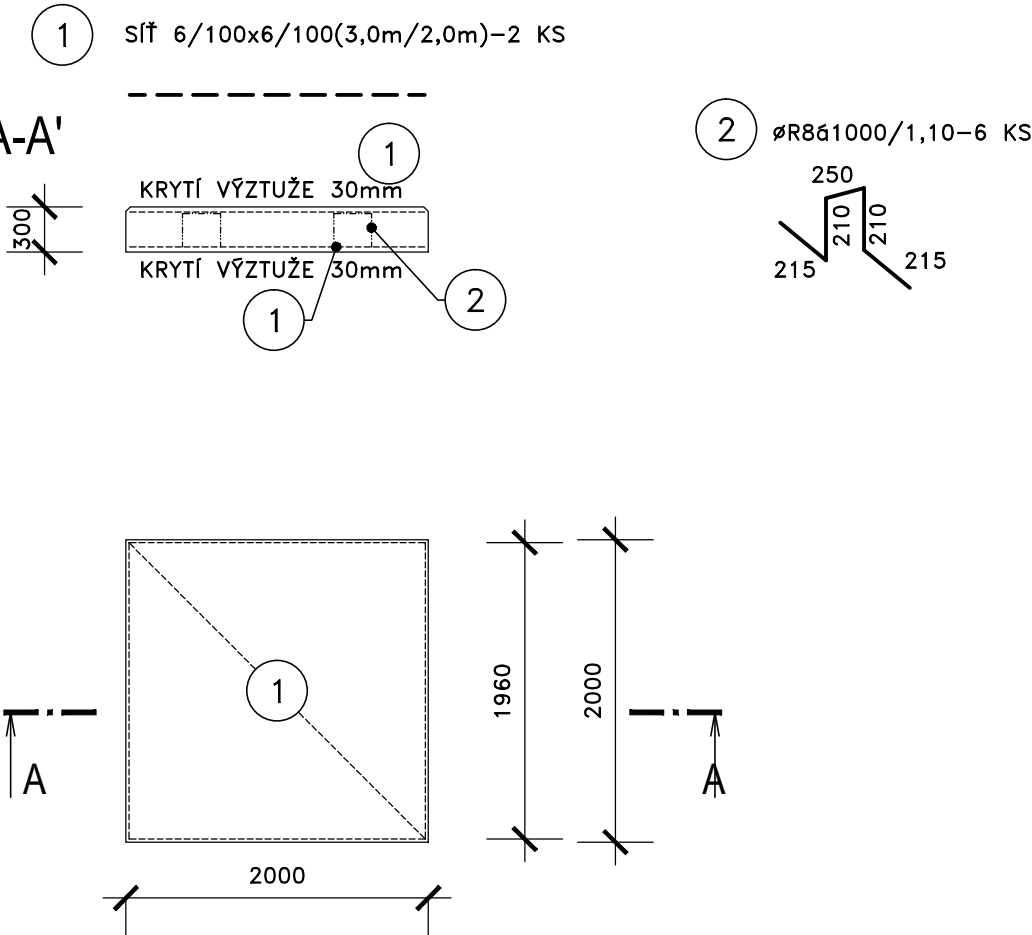 1 SÍŤ 6/100x6/100(3,0m/2,0m)-2 KS
A-A'
2 øR8á1000/1,10-6 KS
1
KRYTÍ VÝZTUŽE 30mm
300
KRYTÍ VÝZTUŽE 30mm
1
2
250
210
210
215
215
1
1960
2000
A
A
2000